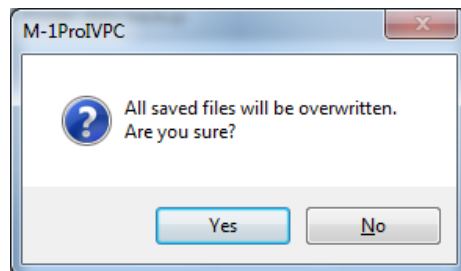 M-1ProIVPC
All saved files will be overwritten.
Are you sure?
Yes
No